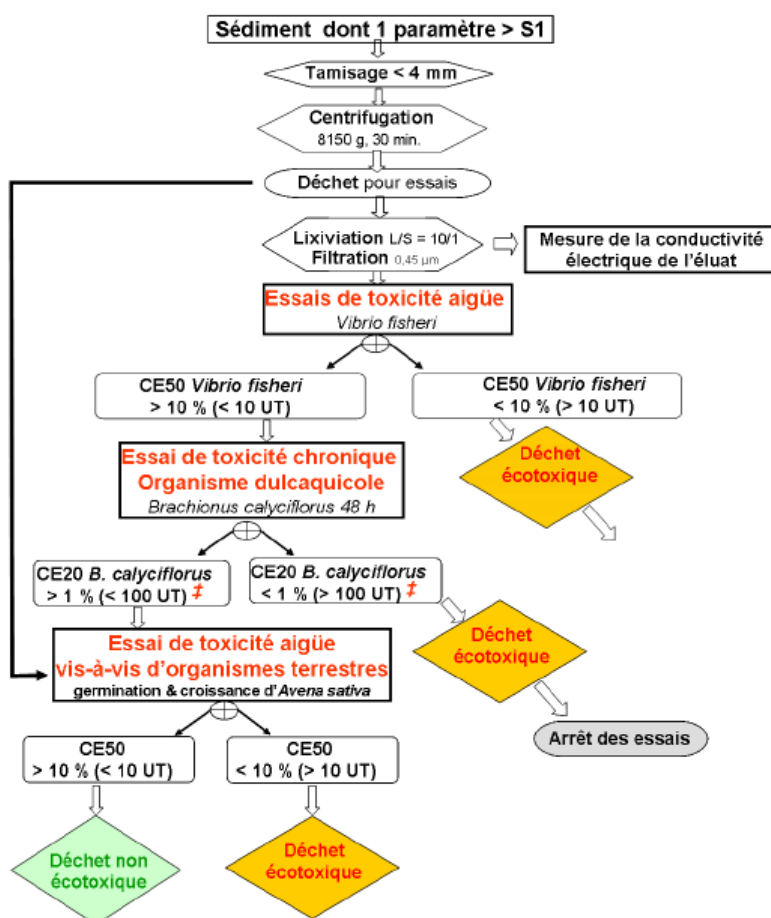 Sédiment dont 1 paramètre > S1
Tamisage < 4 mm
Centrifugation
8150 g, 30 min.
Déchet pour essais
Lixiviation L/S = 10/1
Filtration 0,45 µm
Mesure de la conductivité
électrique de l'éluat
Essais de toxicité aigüe
Vibrio fisheri
CE50 Vibrio fisheri
> 10 % (< 10 UT)
CE50 Vibrio fisheri
< 10 % (> 10 UT)
Déchet
écotoxique
Essai de toxicité chronique
Organisme dulcaquicole
Brachionus calyciflorus 48 h
CE20 B. calyciflorus
> 1 % (< 100 UT) ‡
CE20 B. calyciflorus
< 1 % (> 100 UT) ‡
Déchet
écotoxique
Essai de toxicité aigüe
vis-à-vis d'organismes terrestres
germination & croissance d'Avena sativa
Arrêt des essais
CE50
> 10 % (< 10 UT)
CE50
< 10 % (> 10 UT)
Déchet non
écotoxique
Déchet
écotoxique